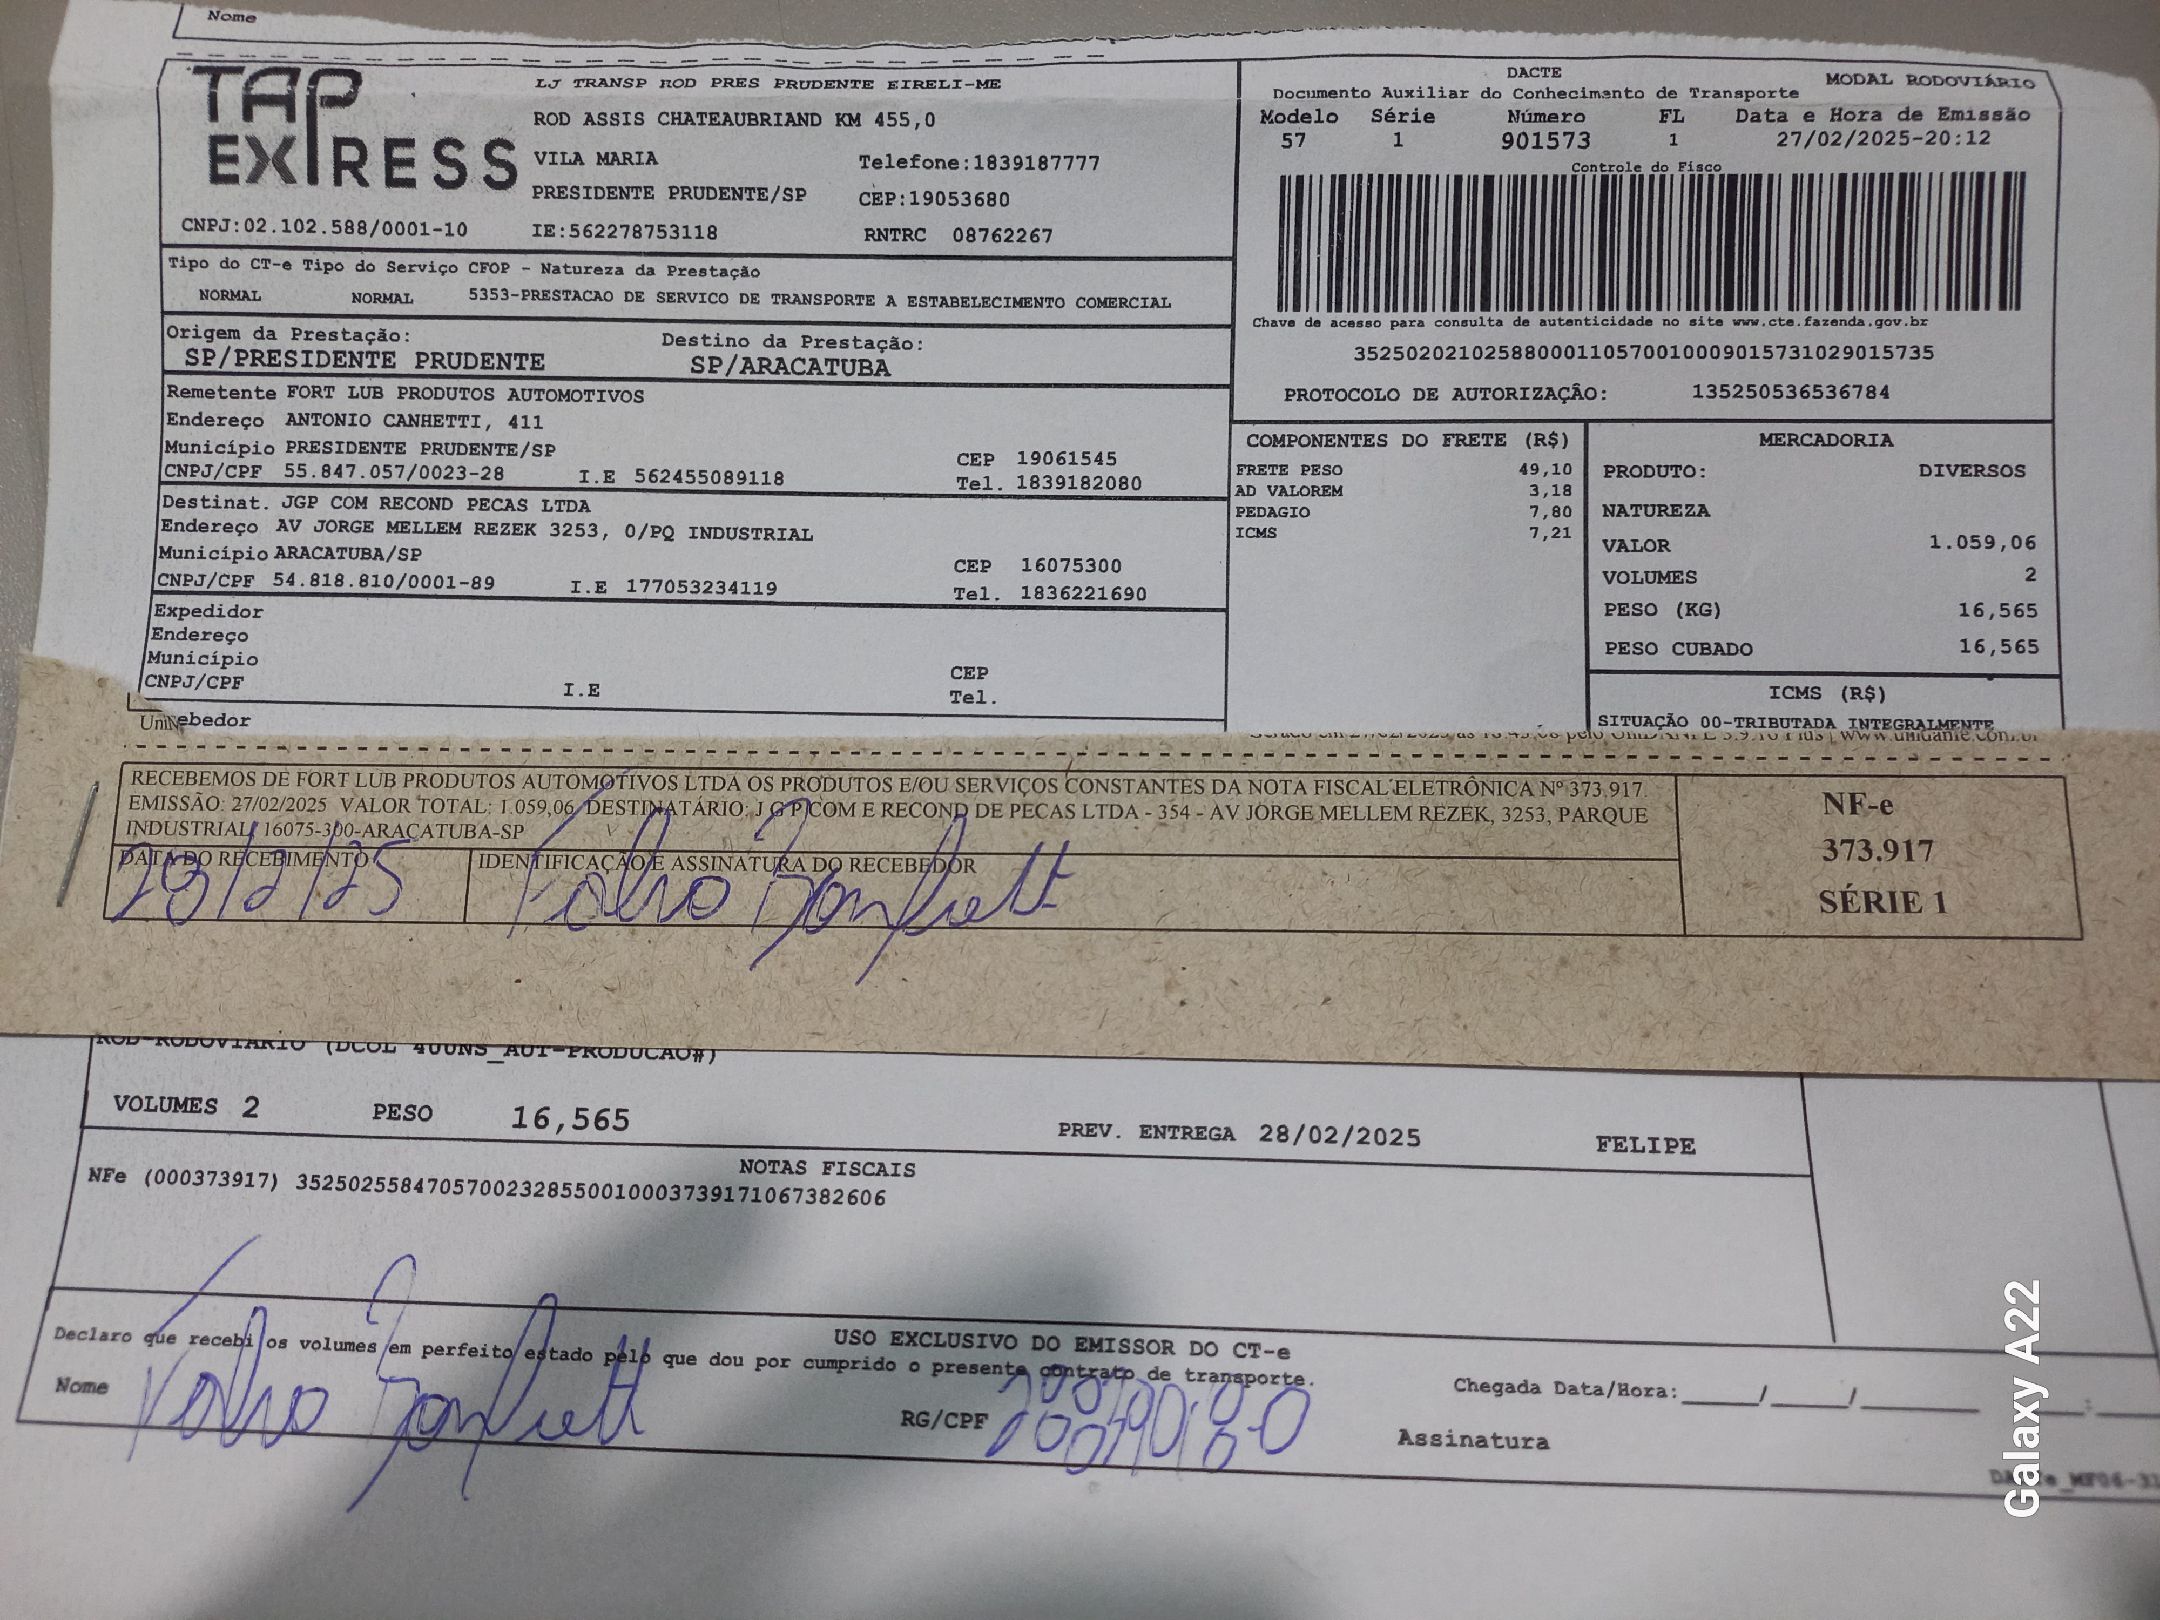 Nome
TAP EXPRESS
LJ TRANSP ROD PRES PRUDENTE EIRELI-ME
ROD ASSIS CHATEAUBRIAND KM 455,0
VILA MARIA Telefone:1839187777
PRESIDENTE PRUDENTE/SP CEP:19053680
CNPJ:02.102.588/0001-10 IE:562278753118 RNTRC 08762267
DACTE MODAL RODOVIÁRIO
Documento Auxiliar do Conhecimento de Transporte
Modelo Série Número FL Data e Hora de Emissão
57 1 901573 1 27/02/2025-20:12
Controle do Fisco
Chave de acesso para consulta de autenticidade no site www.cte.fazenda.gov.br
35250202102588000110570010009015731029015735
PROTOCOLO DE AUTORIZAÇÃO: 135250536536784
Tipo do CT-e Tipo do Serviço CFOP - Natureza da Prestação
NORMAL NORMAL 5353-PRESTACAO DE SERVICO DE TRANSPORTE A ESTABELECIMENTO COMERCIAL
Origem da Prestação: Destino da Prestação:
SP/PRESIDENTE PRUDENTE SP/ARACATUBA
Remetente FORT LUB PRODUTOS AUTOMOTIVOS
Endereço ANTONIO CANHETTI, 411
Município PRESIDENTE PRUDENTE/SP CEP 19061545
CNPJ/CPF 55.847.057/0023-28 I.E 562455089118 Tel. 1839182080
Destinat. JGP COM RECOND PECAS LTDA
Endereço AV JORGE MELLEM REZEK 3253, 0/PQ INDUSTRIAL
Município ARACATUBA/SP CEP 16075300
CNPJ/CPF 54.818.810/0001-89 I.E 177053234119 Tel. 1836221690
Expedidor
Endereço
Município CEP
CNPJ/CPF I.E Tel.
ebedor
COMPONENTES DO FRETE (R$)
FRETE PESO 49,10
AD VALOREM 3,18
PEDAGIO 7,80
ICMS 7,21
MERCADORIA
PRODUTO: DIVERSOS
NATUREZA
VALOR 1.059,06
VOLUMES 2
PESO (KG) 16,565
PESO CUBADO 16,565
ICMS (R$)
SITUAÇÃO 00-TRIBUTADA INTEGRALMENTE
RECEBEMOS DE FORT LUB PRODUTOS AUTOMOTIVOS LTDA OS PRODUTOS E/OU SERVIÇOS CONSTANTES DA NOTA FISCAL ELETRÔNICA Nº 373.917.
EMISSÃO: 27/02/2025 VALOR TOTAL: 1.059,06 DESTINATÁRIO: J G P COM E RECOND DE PECAS LTDA - 354 - AV JORGE MELLEM REZEK, 3253, PARQUE
INDUSTRIAL 16075-300-ARACATUBA-SP
DATA DO RECEBIMENTO IDENTIFICAÇÃO E ASSINATURA DO RECEBEDOR
NF-e
373.917
SÉRIE 1
ROD-RODOVIARIO (DCOL 400NS_AUT-PRODUCAO#)
VOLUMES 2 PESO 16,565 PREV. ENTREGA 28/02/2025 FELIPE
NOTAS FISCAIS
NFe (000373917) 35250255847057002328550010003739171067382606
USO EXCLUSIVO DO EMISSOR DO CT-e
Declaro que recebi os volumes em perfeito estado pelo que dou por cumprido o presente contrato de transporte.
Nome RG/CPF Chegada Data/Hora:____/____/______ __:__
Assinatura
Galaxy A22